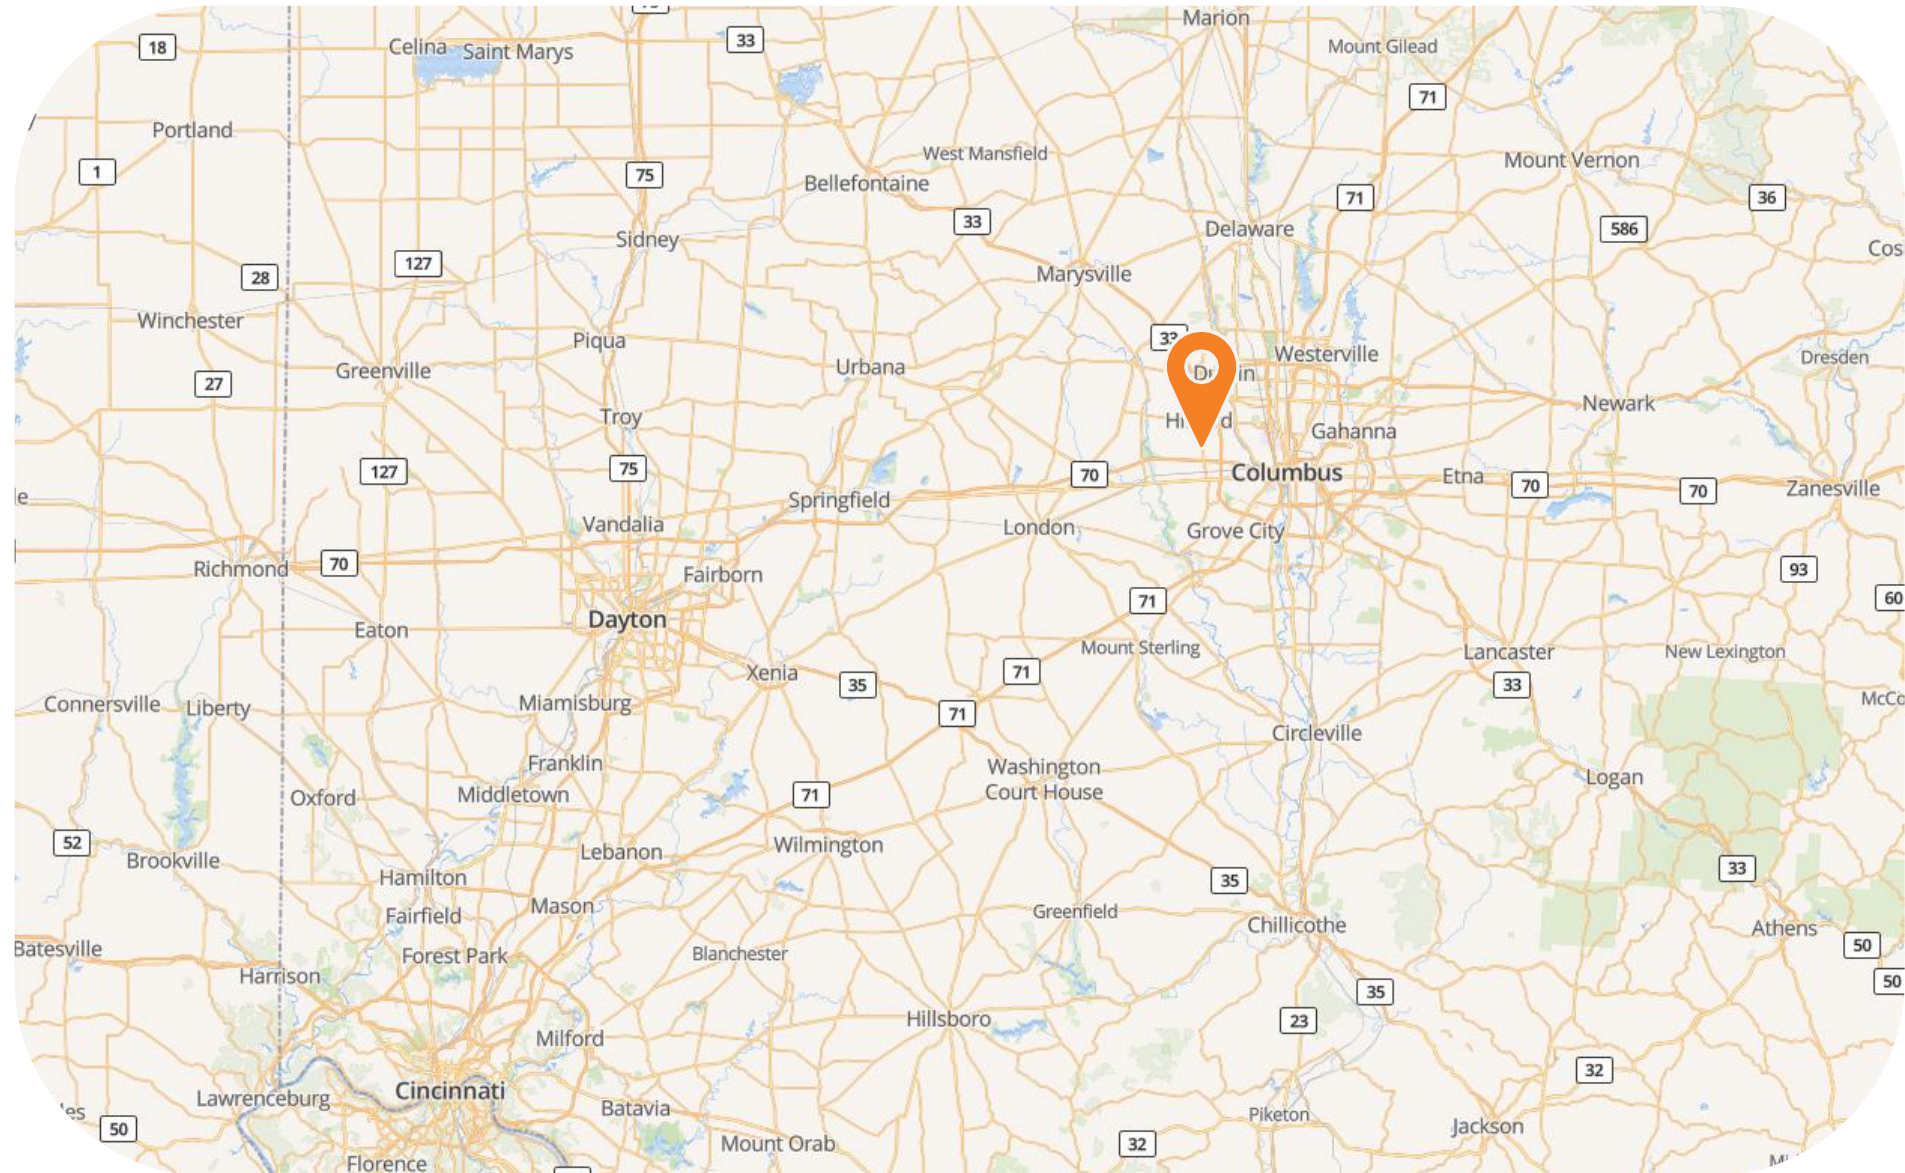 Marion
18
Celina
Saint Marys
33
Mount Gilead
71
Portland
1
75
Bellefontaine
West Mansfield
33
Mount Vernon
71
36
586
Delaware
Sidney
127
28
Marysville
Winchester
Piqua
33
Westerville
Dresden
Greenville
27
Urbana
Newark
Troy
Gahanna
127
75
70
Columbus
Etna
70
70
Zanesville
Springfield
Vandalia
London
Grove City
Richmond
70
Fairborn
93
60
71
Dayton
Eaton
Mount Sterling
Lancaster
New Lexington
Xenia
35
71
33
Connersville
Liberty
Miamisburg
71
Circleville
Franklin
Washington
Court House
Logan
Oxford
Middletown
71
52
Brookville
Lebanon
Wilmington
33
Hamilton
35
Fairfield
Mason
Greenfield
Chillicothe
Athens
50
Batesville
Forest Park
Blanchester
Harrison
35
50
Hillsboro
23
Milford
32
Cincinnati
Lawrenceburg
Batavia
Piketon
50
Jackson
Mount Orab
32
Florence